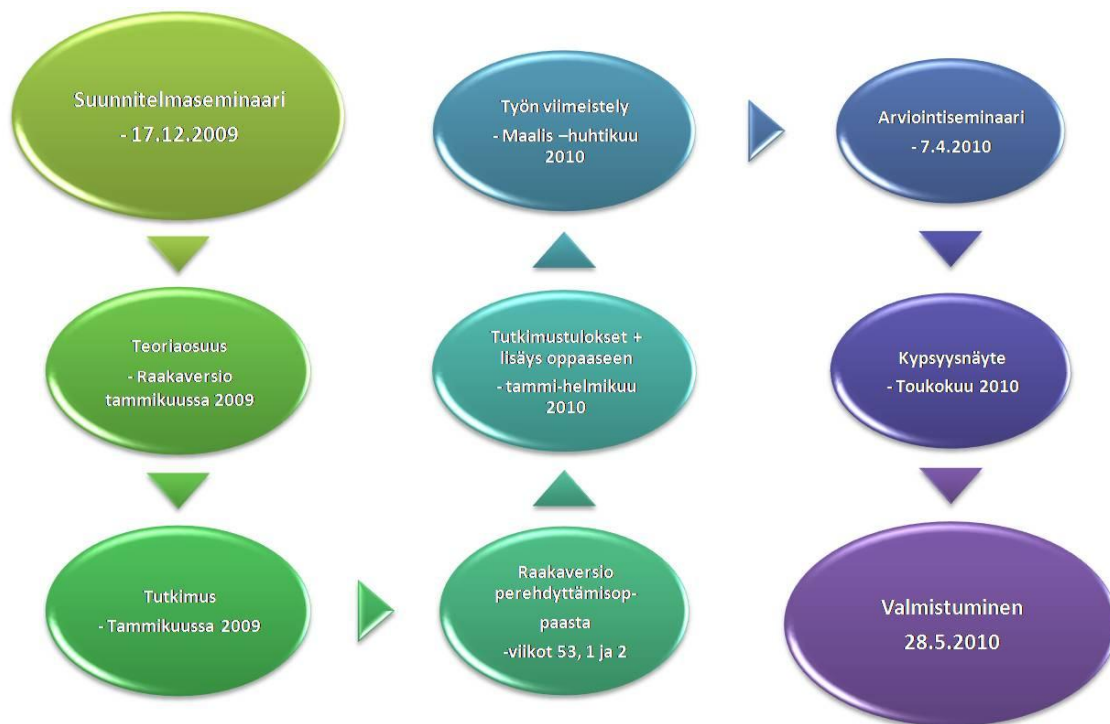 Suunnitelmaseminaari
- 17.12.2009
Teoriaosuus
- Raakaversio
tammikuussa 2009
Tutkimus
- Tammikuussa 2009
Raakaversio
perehdyttämisop-
paasta
-viikot 53, 1 ja 2
Tutkimustulokset +
lisäys oppaaseen
- tammi-helmikuu
2010
Työn viimeistely
- Maalis –huhtikuu
2010
Arviointiseminaari
- 7.4.2010
Kypsyysnäyte
- Toukokuu 2010
Valmistuminen
28.5.2010